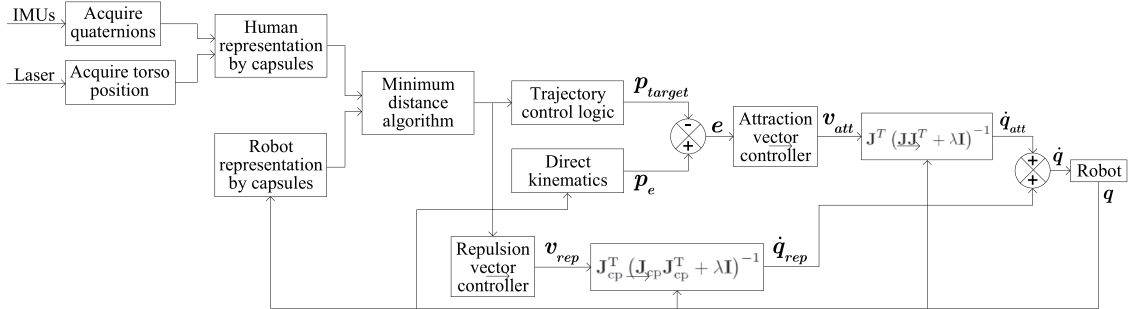 IMUs
Acquire
quaternions
Laser
Acquire torso
position
Human
representation
by capsules
Robot
representation
by capsules
Minimum
distance
algorithm
Trajectory
control logic
p_target
Direct
kinematics
p_e
-
+
e
Attraction
vector
controller
v_att
J^T (JJ^T + λI)^{-1}
q̇_att
+
+
q̇
Robot
q
Repulsion
vector
controller
v_rep
J_cp^T (J_cp J_cp^T + λI)^{-1}
q̇_rep